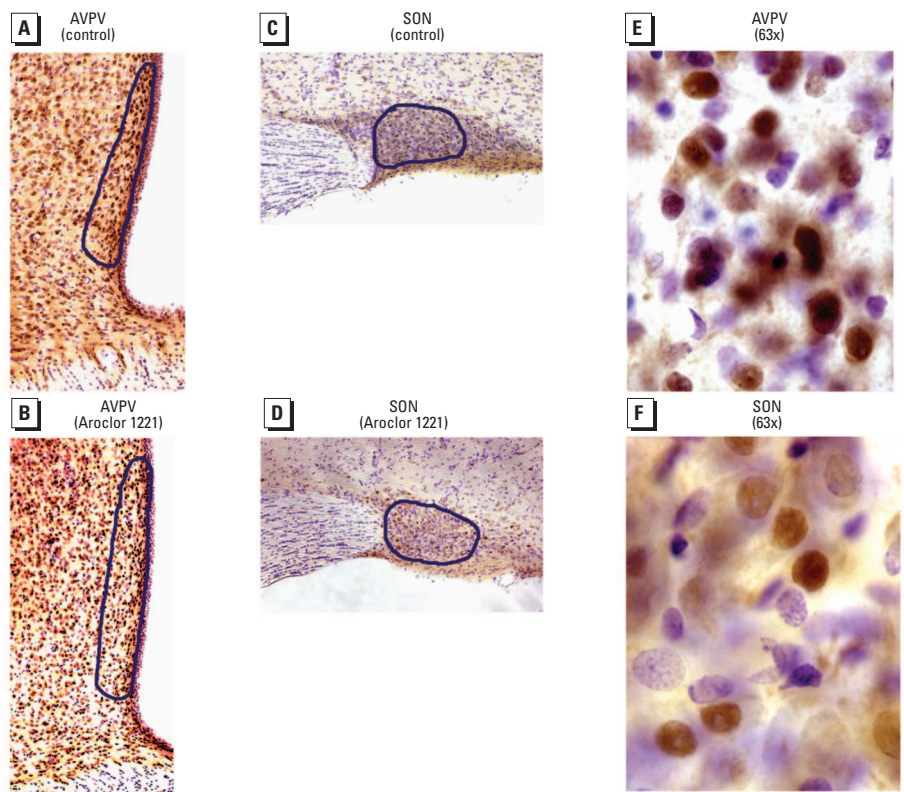 A
AVPV
(control)
C
SON
(control)
E
AVPV
(63x)
B
AVPV
(Aroclor 1221)
D
SON
(Aroclor 1221)
F
SON
(63x)